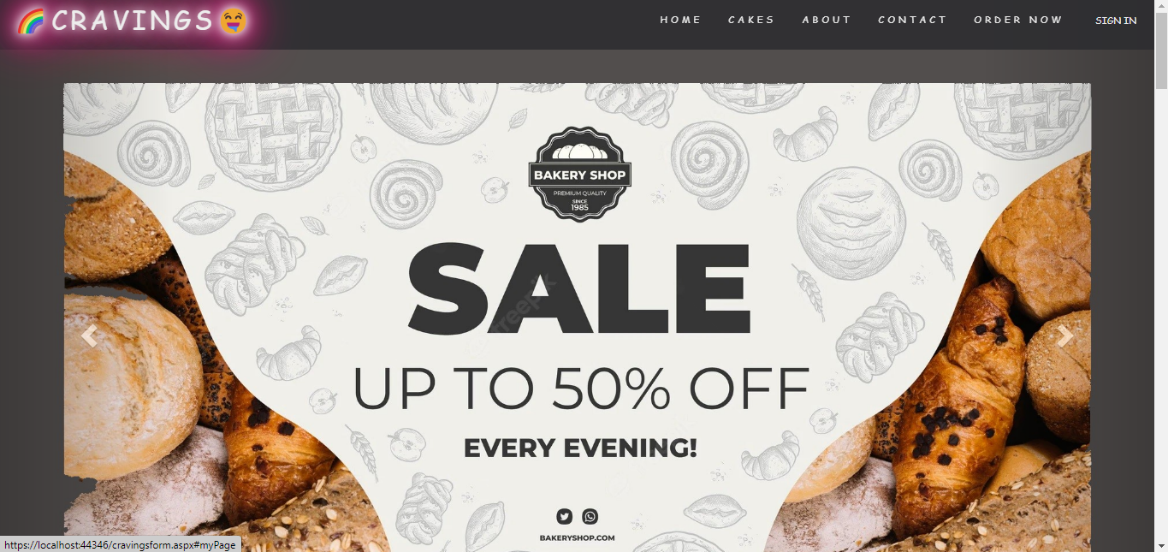 CRAVINGS
HOME CAKES ABOUT CONTACT ORDER NOW SIGN IN
BAKERY SHOP
PREMIUM QUALITY
SINCE
1985
SALE
freepik
UP TO 50% OFF
EVERY EVENING!
BAKERYSHOP.COM
https://localhost:44346/cravingsform.aspx#myPage